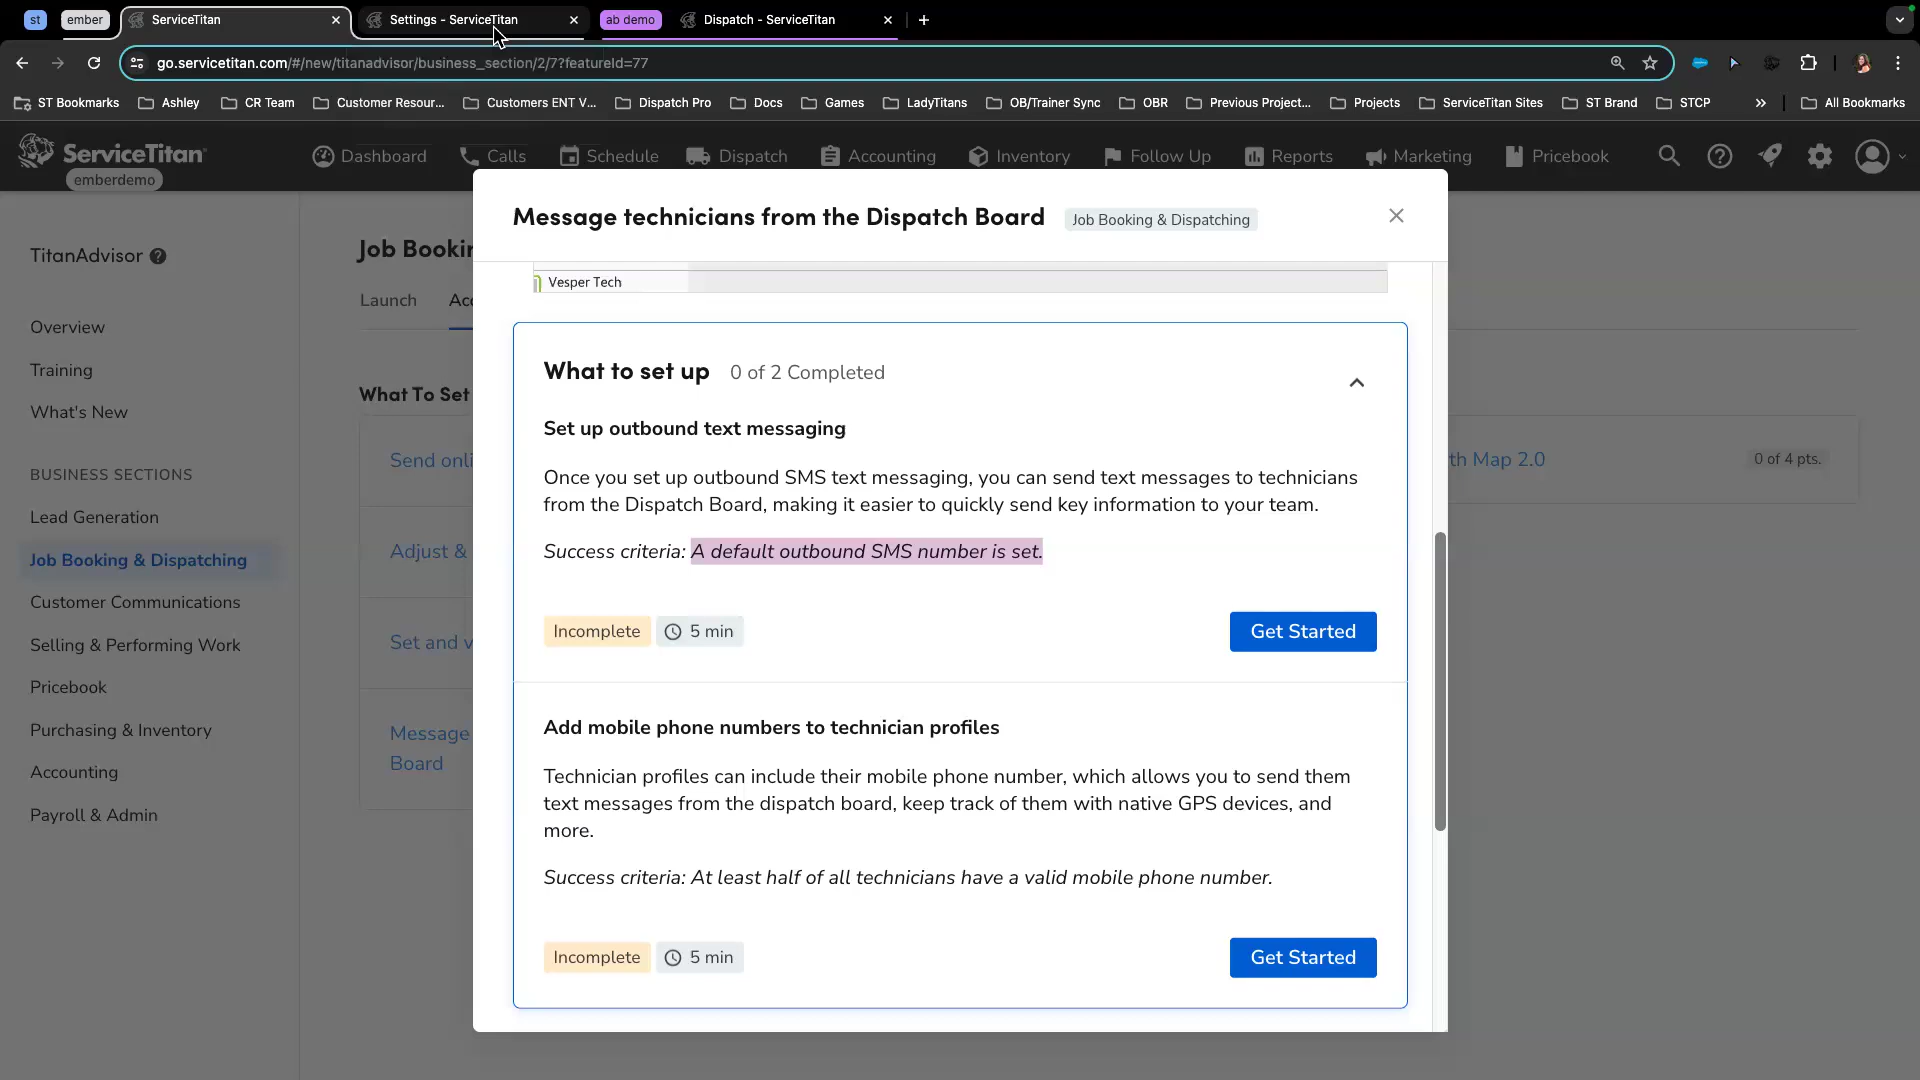 st
ember
ServiceTitan
Settings - ServiceTitan
ab demo
Dispatch - ServiceTitan
go.servicetitan.com/#/new/titanadvisor/business_section/2/7?featureId=77
ST Bookmarks
Ashley
CR Team
Customer Resour...
Customers ENT V...
Dispatch Pro
Docs
Games
LadyTitans
OB/Trainer Sync
OBR
Previous Project...
Projects
ServiceTitan Sites
ST Brand
STCP
»
All Bookmarks
ServiceTitan
emberdemo
Dashboard
Calls
Schedule
Dispatch
Accounting
Inventory
Follow Up
Reports
Marketing
Pricebook
TitanAdvisor
Overview
Training
What's New
BUSINESS SECTIONS
Lead Generation
Job Booking & Dispatching
Customer Communications
Selling & Performing Work
Pricebook
Purchasing & Inventory
Accounting
Payroll & Admin
Job Bookin
Launch
Acc
What To Set
Send onli
Adjust &
Set and v
Message
Board
th Map 2.0
0 of 4 pts.
Message technicians from the Dispatch Board
Job Booking & Dispatching
Vesper Tech
What to set up 0 of 2 Completed
Set up outbound text messaging
Once you set up outbound SMS text messaging, you can send text messages to technicians
from the Dispatch Board, making it easier to quickly send key information to your team.
Success criteria: A default outbound SMS number is set.
Incomplete
5 min
Get Started
Add mobile phone numbers to technician profiles
Technician profiles can include their mobile phone number, which allows you to send them
text messages from the dispatch board, keep track of them with native GPS devices, and
more.
Success criteria: At least half of all technicians have a valid mobile phone number.
Incomplete
5 min
Get Started